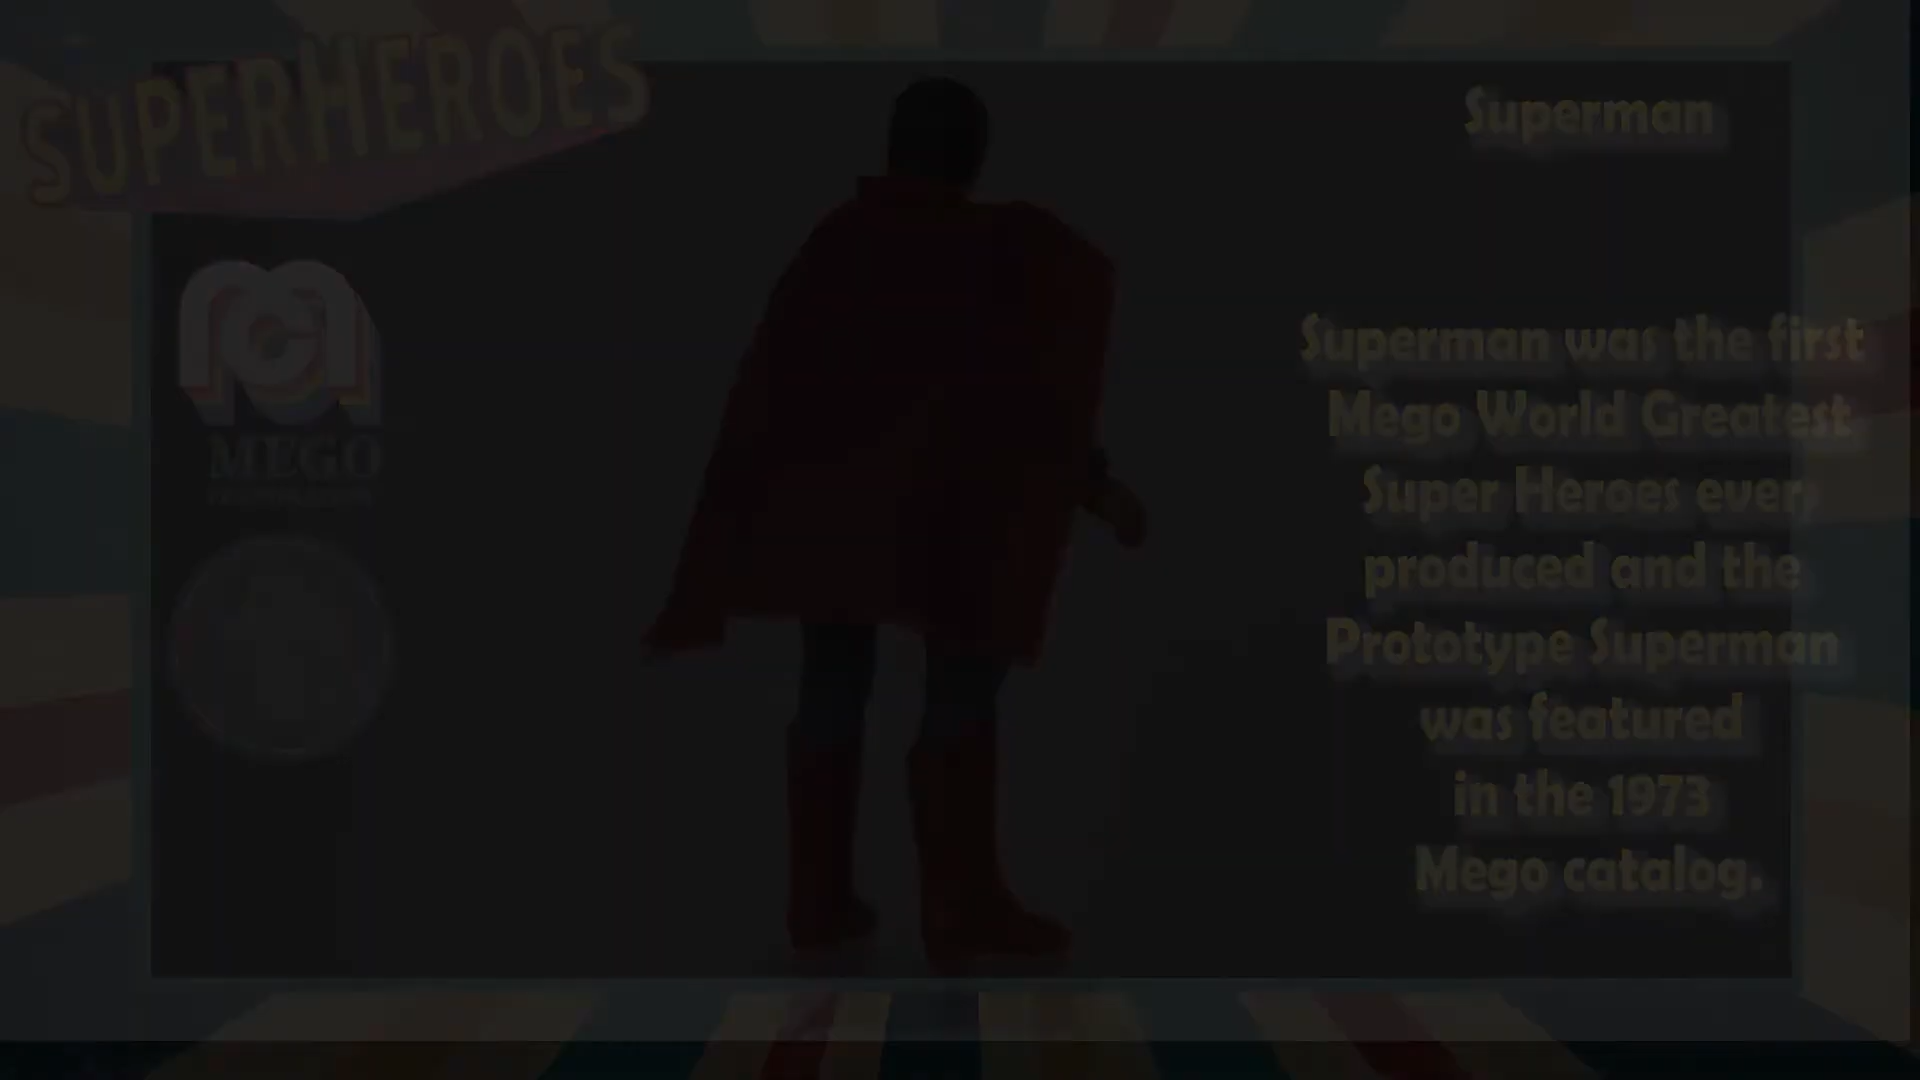 SUPERHEROES
Superman
MEGO
Superman was the first
Mego World Greatest
Super Heroes ever,
produced and the
Prototype Superman
was featured
in the 1973
Mego catalog.